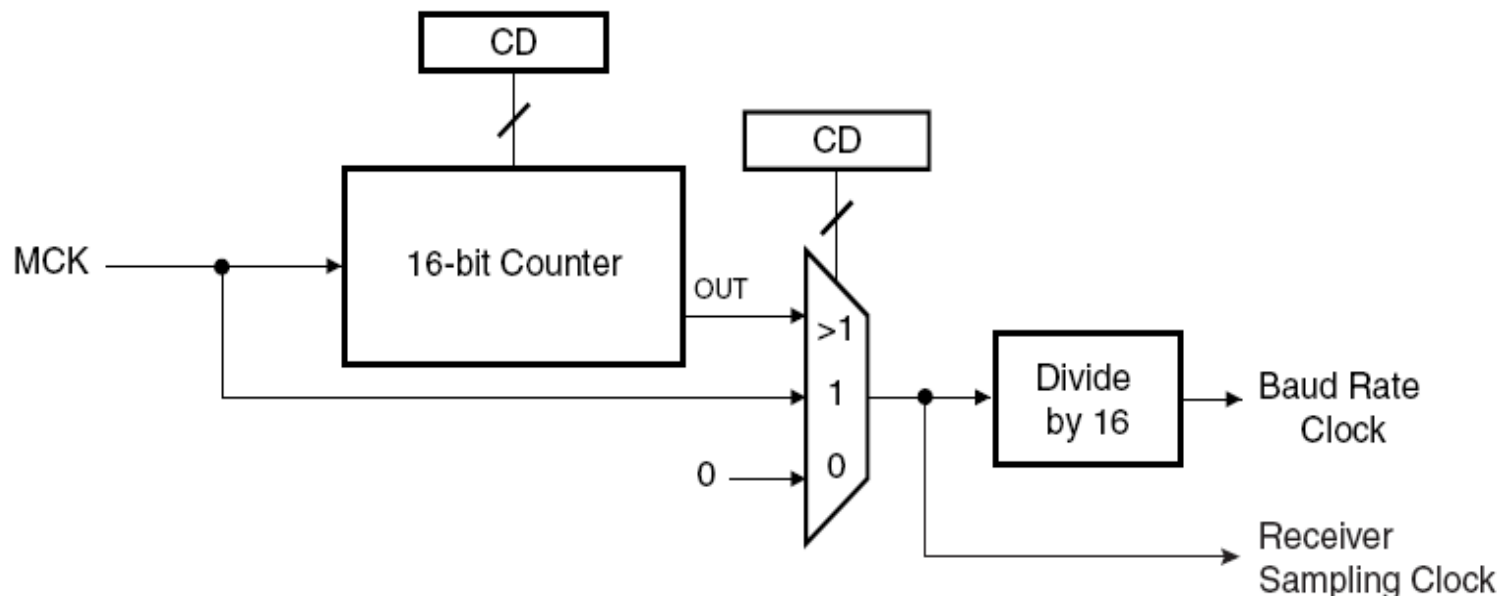 CD
CD
MCK
16-bit Counter
OUT
>1
1
0
0
Divide
by 16
Baud Rate
Clock
Receiver
Sampling Clock